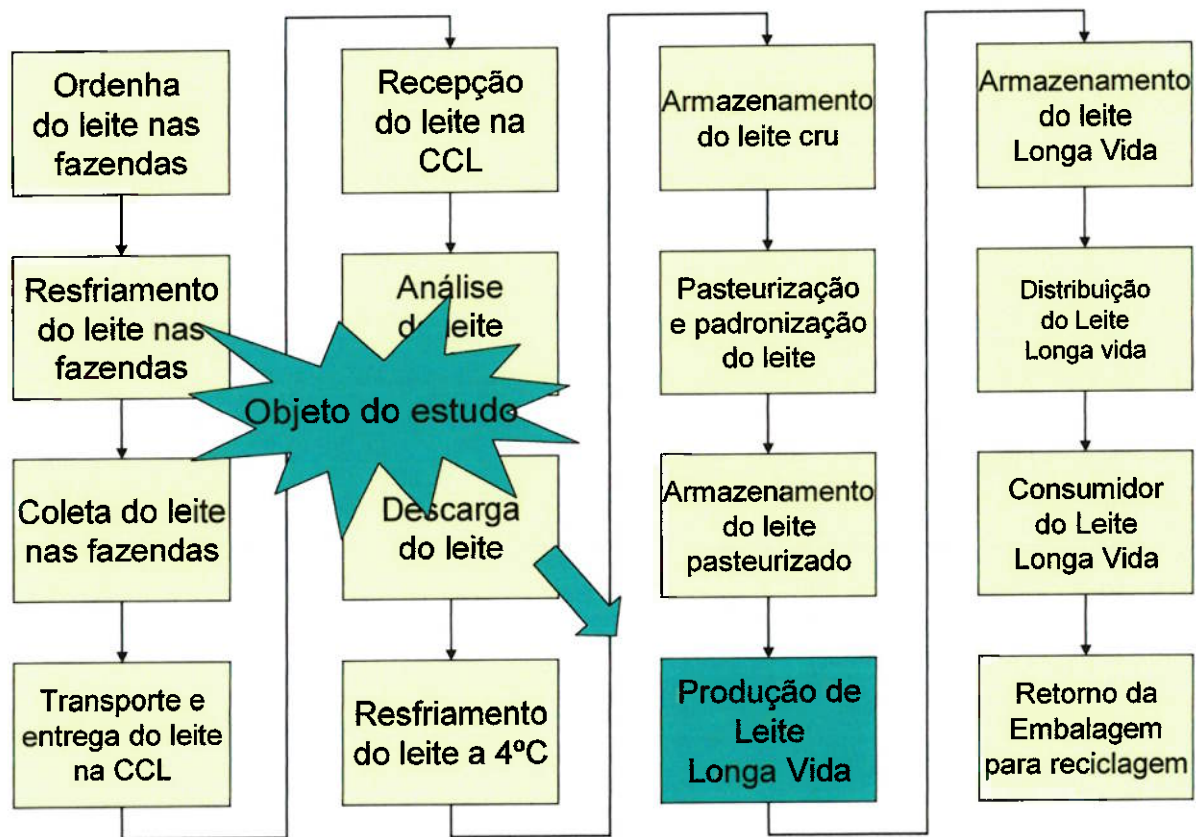 Ordenha
do leite nas
fazendas
Resfriamento
do leite nas
fazendas
Coleta do leite
nas fazendas
Transporte e
entrega do leite
na CCL
Recepção
do leite na
CCL
Análise
do leite
Objeto do estudo
Descarga
do leite
Resfriamento
do leite a 4ºC
Armazenamento
do leite cru
Pasteurização
e padronização
do leite
Armazenamento
do leite
pasteurizado
Produção de
Leite
Longa Vida
Armazenamento
do leite
Longa Vida
Distribuição
do Leite
Longa vida
Consumidor
do Leite
Longa Vida
Retorno da
Embalagem
para reciclagem